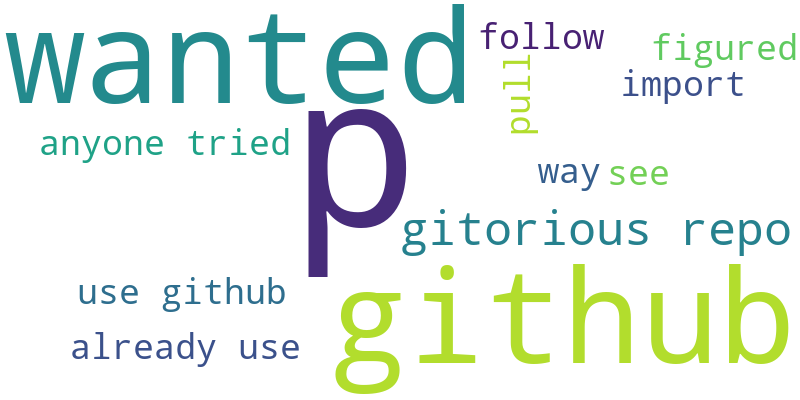 wanted
follow
figured
pull
import
p
anyone tried
way
see
gitorious repo
use github
github
already use